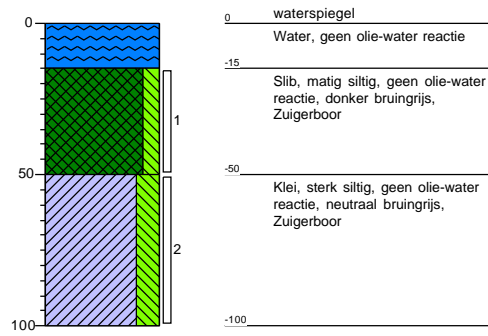 0
0
waterspiegel
Water, geen olie-water reactie
-15
Slib, matig siltig, geen olie-water
reactie, donker bruingrijs,
Zuigerboor
1
50
-50
Klei, sterk siltig, geen olie-water
reactie, neutraal bruingrijs,
Zuigerboor
2
100
-100